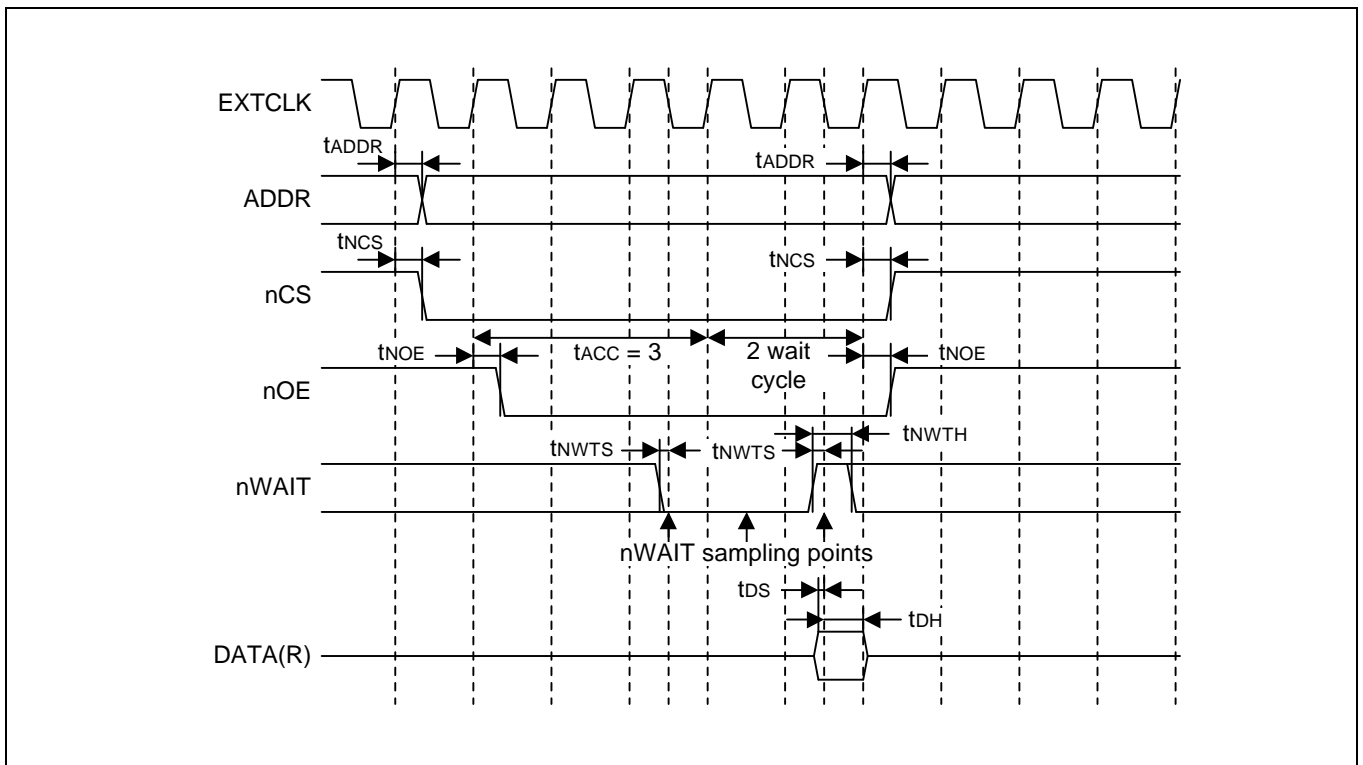 EXTCLK
tADDR
tADDR
ADDR
tNCS
tNCS
nCS
tNOE
tACC = 3
2 wait
cycle
tNOE
nOE
tNWTH
tNWTS
tNWTS
nWAIT
nWAIT sampling points
tDS
tDH
DATA(R)